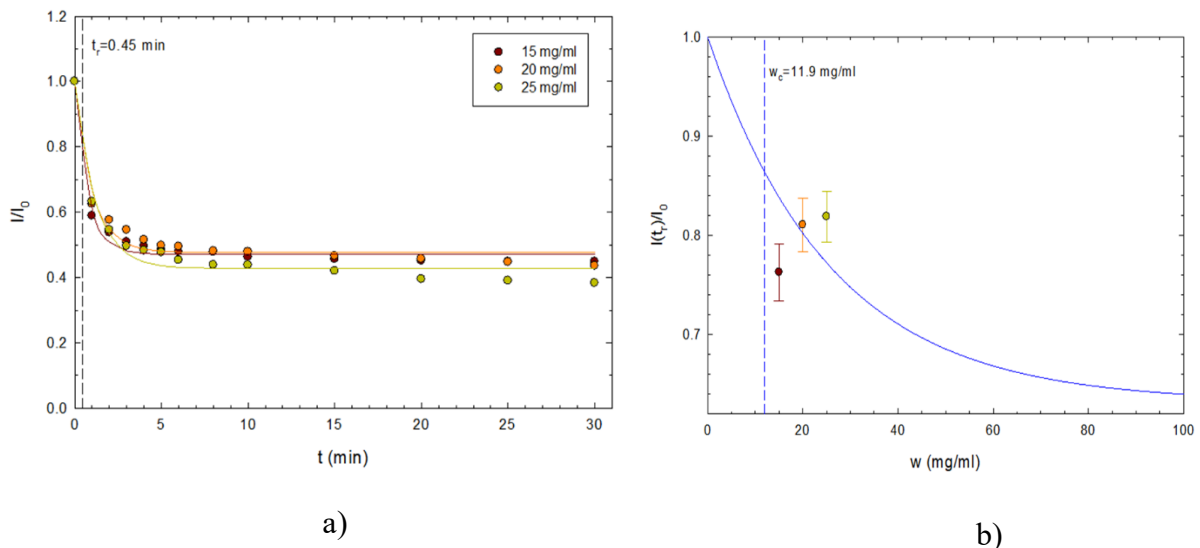 1.2
1.0
0.8
0.6
0.4
0.2
0.0
I/I0
tr=0.45 min
15 mg/ml
20 mg/ml
25 mg/ml
0 5 10 15 20 25 30
t (min)
a)
1.0
0.9
0.8
0.7
I(tr)/I0
wc=11.9 mg/ml
0 20 40 60 80 100
w (mg/ml)
b)